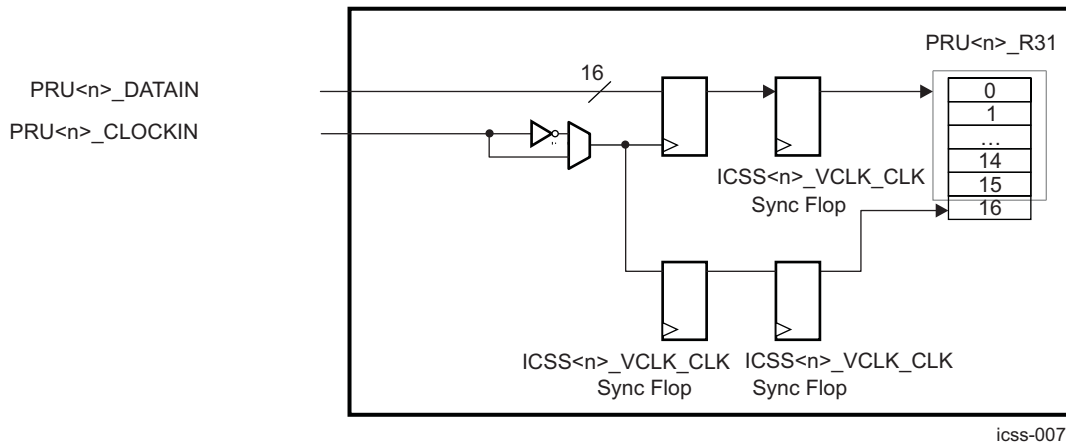 PRU<n>_R31
16
PRU<n>_DATAIN
0
PRU<n>_CLOCKIN
1
...
14
ICSS<n>_VCLK_CLK
Sync Flop
15
16
ICSS<n>_VCLK_CLK
Sync Flop
ICSS<n>_VCLK_CLK
Sync Flop
icss-007